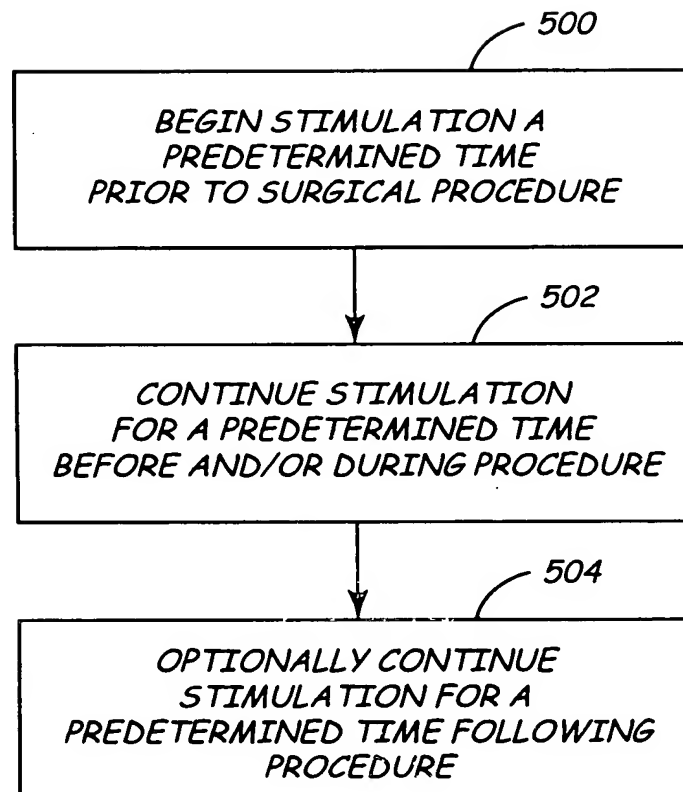 500
BEGIN STIMULATION A
PREDETERMINED TIME
PRIOR TO SURGICAL PROCEDURE
502
CONTINUE STIMULATION
FOR A PREDETERMINED TIME
BEFORE AND/OR DURING PROCEDURE
504
OPTIONALLY CONTINUE
STIMULATION FOR A
PREDETERMINED TIME FOLLOWING
PROCEDURE